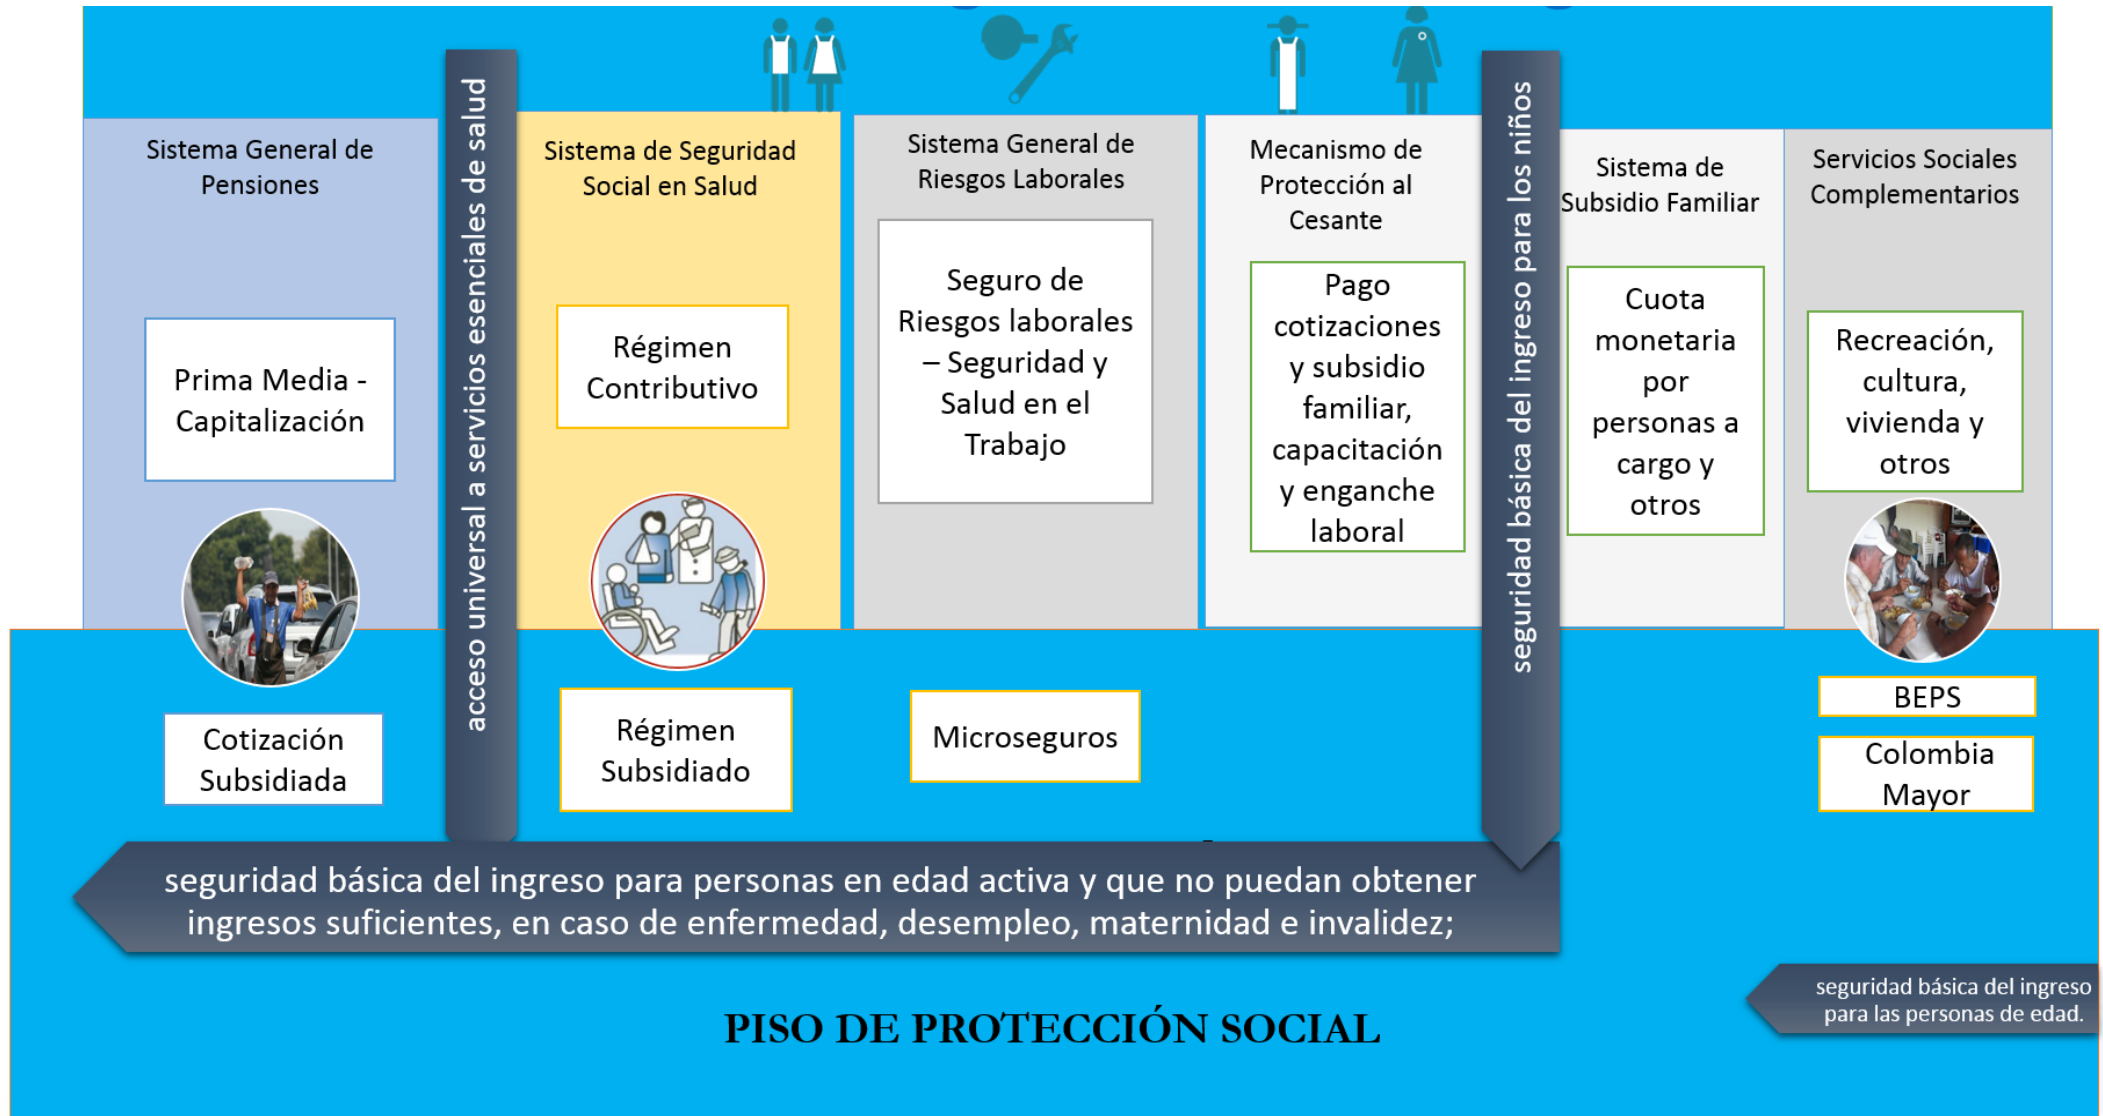 Sistema General de
Pensiones
Prima Media -
Capitalización
Cotización
Subsidiada
acceso universal a servicios esenciales de salud
Sistema de Seguridad
Social en Salud
Régimen
Contributivo
Régimen
Subsidiado
Sistema General de
Riesgos Laborales
Seguro de
Riesgos laborales
– Seguridad y
Salud en el
Trabajo
Microseguros
Mecanismo de
Protección al
Cesante
Pago
cotizaciones
y subsidio
familiar,
capacitación
y enganche
laboral
seguridad básica del ingreso para los niños
Sistema de
Subsidio Familiar
Cuota
monetaria
por
personas a
cargo y
otros
Servicios Sociales
Complementarios
Recreación,
cultura,
vivienda y
otros
BEPS
Colombia
Mayor
seguridad básica del ingreso para personas en edad activa y que no puedan obtener
ingresos suficientes, en caso de enfermedad, desempleo, maternidad e invalidez;
seguridad básica del ingreso
para las personas de edad.
PISO DE PROTECCIÓN SOCIAL